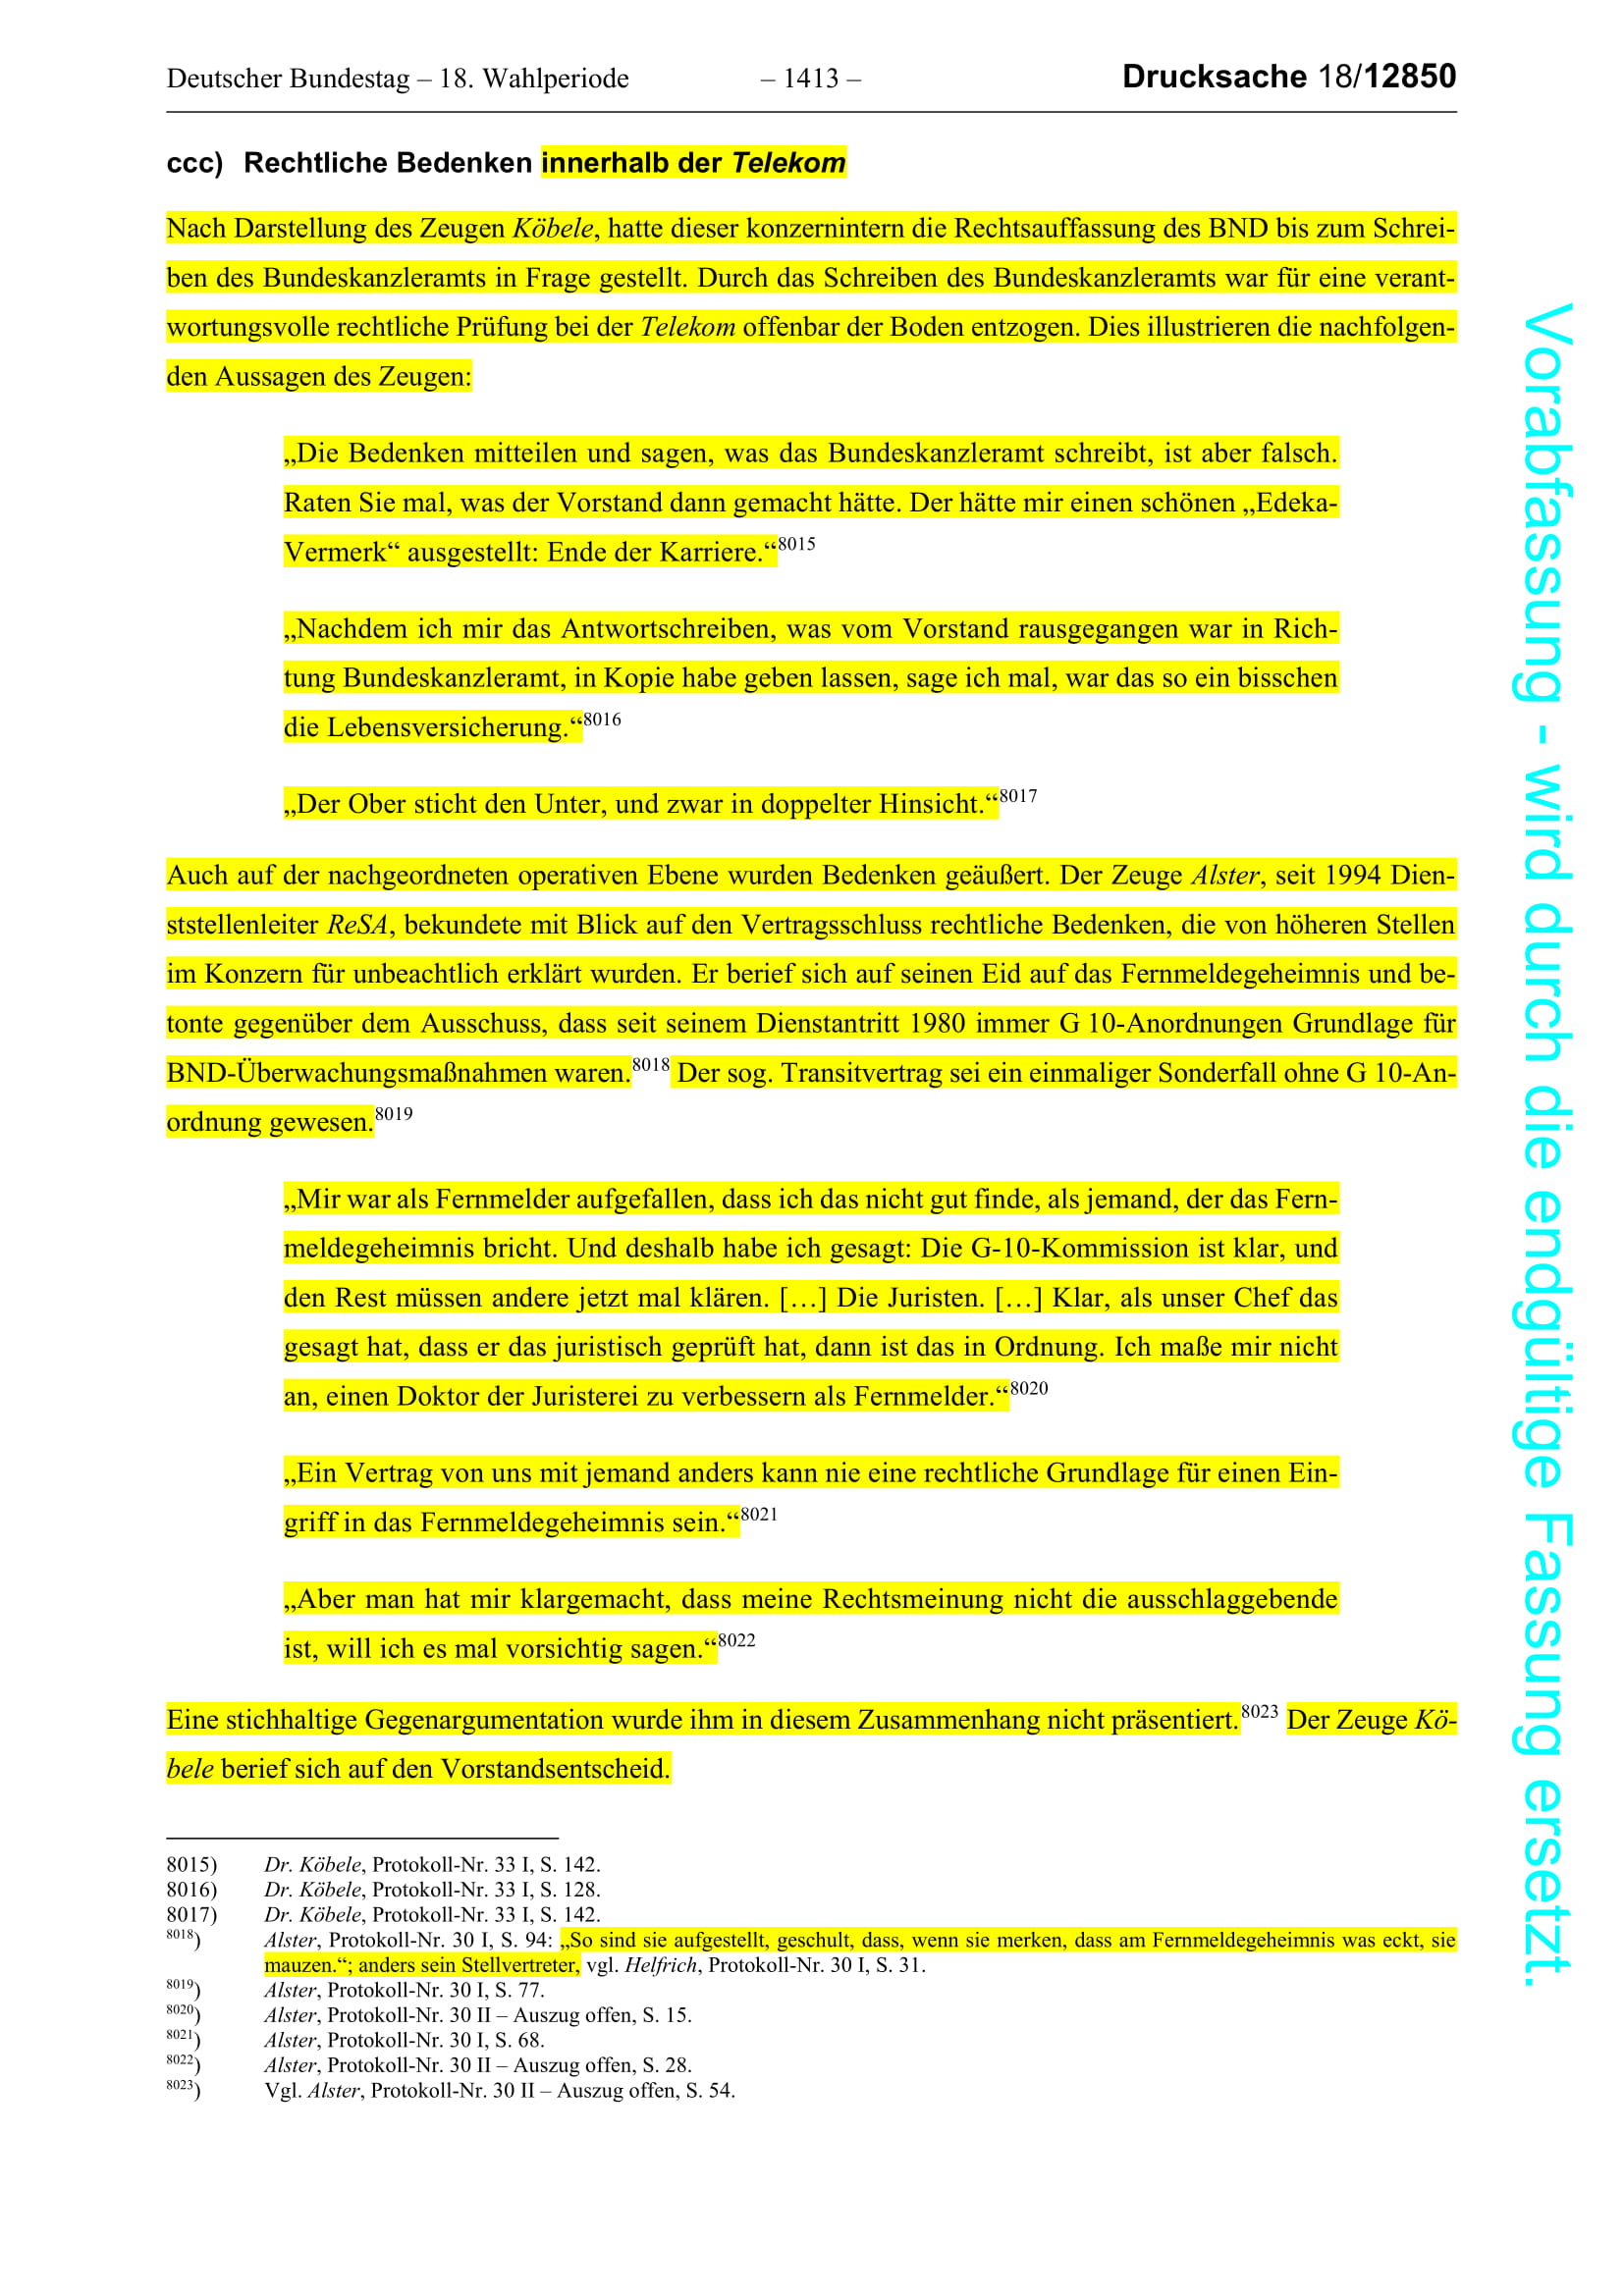 Deutscher Bundestag – 18. Wahlperiode – 1413 – Drucksache 18/12850
ccc) Rechtliche Bedenken innerhalb der Telekom
Nach Darstellung des Zeugen Köbele, hatte dieser konzernintern die Rechtsauffassung des BND bis zum Schrei-
ben des Bundeskanzleramts in Frage gestellt. Durch das Schreiben des Bundeskanzleramts war für eine verant-
wortungsvolle rechtliche Prüfung bei der Telekom offenbar der Boden entzogen. Dies illustrieren die nachfolgen-
den Aussagen des Zeugen:
„Die Bedenken mitteilen und sagen, was das Bundeskanzleramt schreibt, ist aber falsch.
Raten Sie mal, was der Vorstand dann gemacht hätte. Der hätte mir einen schönen „Edeka-
Vermerk“ ausgestellt: Ende der Karriere.“8015
„Nachdem ich mir das Antwortschreiben, was vom Vorstand rausgegangen war in Rich-
tung Bundeskanzleramt, in Kopie habe geben lassen, sage ich mal, war das so ein bisschen
die Lebensversicherung.“8016
„Der Ober sticht den Unter, und zwar in doppelter Hinsicht.“8017
Auch auf der nachgeordneten operativen Ebene wurden Bedenken geäußert. Der Zeuge Alster, seit 1994 Dien-
ststellenleiter ReSA, bekundete mit Blick auf den Vertragsschluss rechtliche Bedenken, die von höheren Stellen
im Konzern für unbeachtlich erklärt wurden. Er berief sich auf seinen Eid auf das Fernmeldegeheimnis und be-
tonte gegenüber dem Ausschuss, dass seit seinem Dienstantritt 1980 immer G 10-Anordnungen Grundlage für
BND-Überwachungsmaßnahmen waren.8018 Der sog. Transitvertrag sei ein einmaliger Sonderfall ohne G 10-An-
ordnung gewesen.8019
„Mir war als Fernmelder aufgefallen, dass ich das nicht gut finde, als jemand, der das Fern-
meldegeheimnis bricht. Und deshalb habe ich gesagt: Die G-10-Kommission ist klar, und
den Rest müssen andere jetzt mal klären. […] Die Juristen. […] Klar, als unser Chef das
gesagt hat, dass er das juristisch geprüft hat, dann ist das in Ordnung. Ich maße mir nicht
an, einen Doktor der Juristerei zu verbessern als Fernmelder.“8020
„Ein Vertrag von uns mit jemand anders kann nie eine rechtliche Grundlage für einen Ein-
griff in das Fernmeldegeheimnis sein.“8021
„Aber man hat mir klargemacht, dass meine Rechtsmeinung nicht die ausschlaggebende
ist, will ich es mal vorsichtig sagen.“8022
Eine stichhaltige Gegenargumentation wurde ihm in diesem Zusammenhang nicht präsentiert.8023 Der Zeuge Kö-
bele berief sich auf den Vorstandsentscheid.
8015) Dr. Köbele, Protokoll-Nr. 33 I, S. 142.
8016) Dr. Köbele, Protokoll-Nr. 33 I, S. 128.
8017) Dr. Köbele, Protokoll-Nr. 33 I, S. 142.
8018) Alster, Protokoll-Nr. 30 I, S. 94: „So sind sie aufgestellt, geschult, dass, wenn sie merken, dass am Fernmeldegeheimnis was eckt, sie
mauzen.“; anders sein Stellvertreter, vgl. Helfrich, Protokoll-Nr. 30 I, S. 31.
8019) Alster, Protokoll-Nr. 30 I, S. 77.
8020) Alster, Protokoll-Nr. 30 II – Auszug offen, S. 15.
8021) Alster, Protokoll-Nr. 30 I, S. 68.
8022) Alster, Protokoll-Nr. 30 II – Auszug offen, S. 28.
8023) Vgl. Alster, Protokoll-Nr. 30 II – Auszug offen, S. 54.
Vorabfassung - wird durch die endgültige Fassung ersetzt.